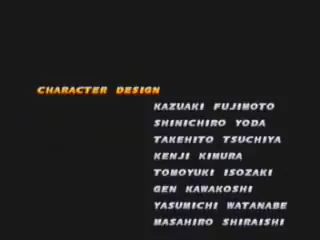 CHARACTER DESIGN
KAZUAKI FUJIMOTO
SHINICHIRO YODA
TAKEHITO TSUCHIYA
KENJI KIMURA
TOMOYUKI ISOZAKI
GEN KAWAKOSHI
YASUMICHI WATANABE
MASAHIRO SHIRAISHI